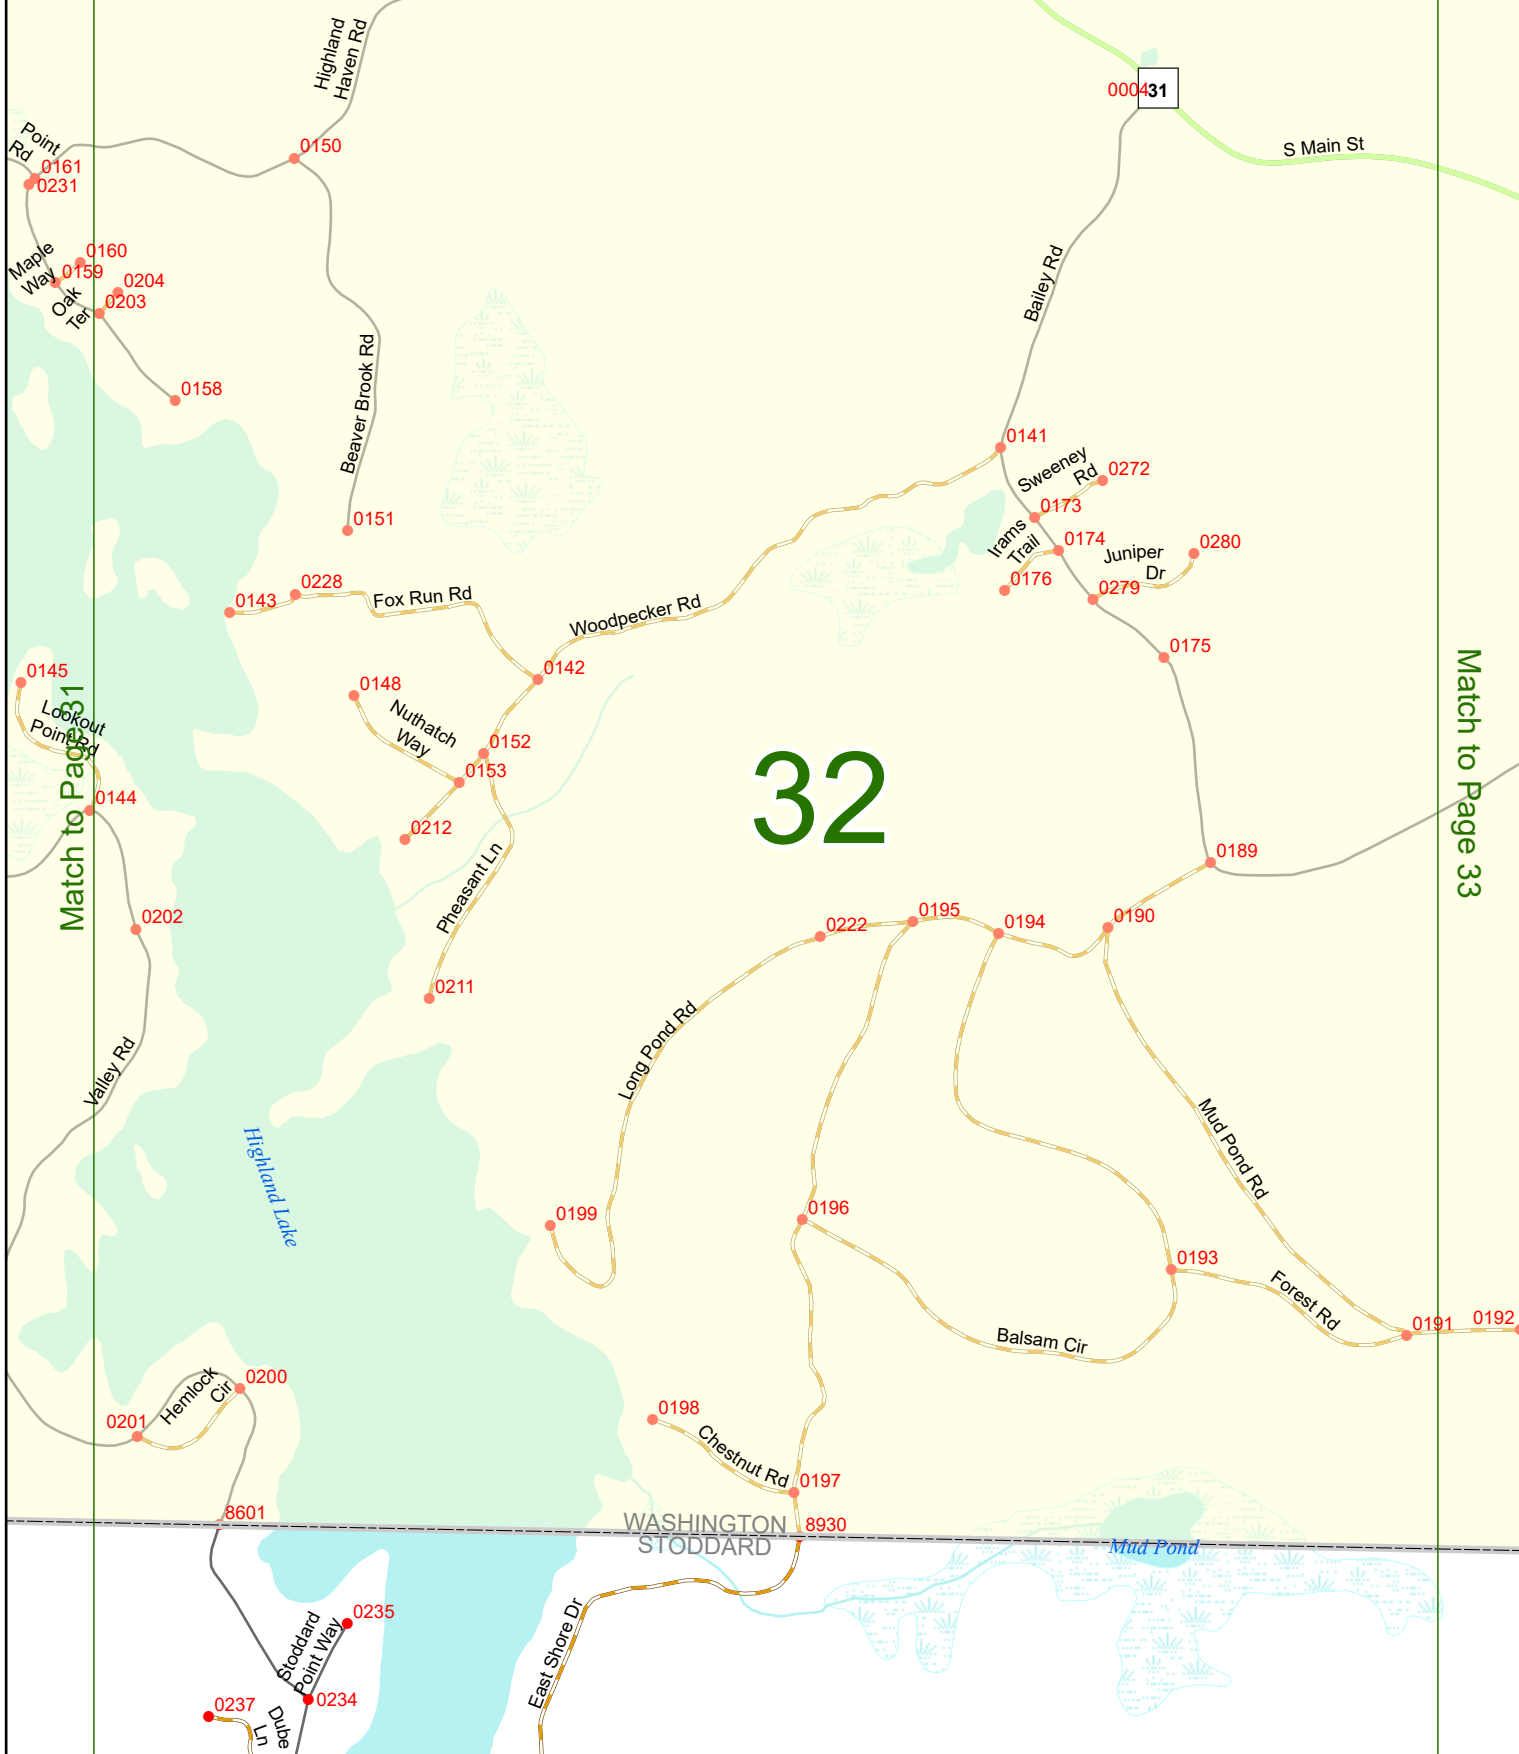 Highland
Haven Rd
0004
31
S Main St
Point
Rd
0150
0161
0231
Maple
Way
0160
0159
Oak
Ter
0204
0203
Bailey Rd
Beaver Brook Rd
0158
0141
Sweeney
Rd
0272
0151
0173
Irams
Trail
0174
Juniper
Dr
0280
0176
0279
0143
0228
Fox Run Rd
Woodpecker Rd
0142
0175
0145
Lookout
Point Rd
Match to Page 31
0148
Nuthatch
Way
0152
0153
Match to Page 33
32
0144
0212
Pheasant Ln
0189
0202
0222
0195
0194
0190
0211
Long Pond Rd
Valley Rd
Highland Lake
Mud Pond Rd
0199
0196
0193
Forest Rd
0191
0192
Balsam Cir
Hemlock
Cir
0200
0201
0198
Chestnut Rd
0197
8601
WASHINGTON
STODDARD
8930
Mud Pond
Stoddard
Point Way
0235
East Shore Dr
0234
0237
Dube
Ln